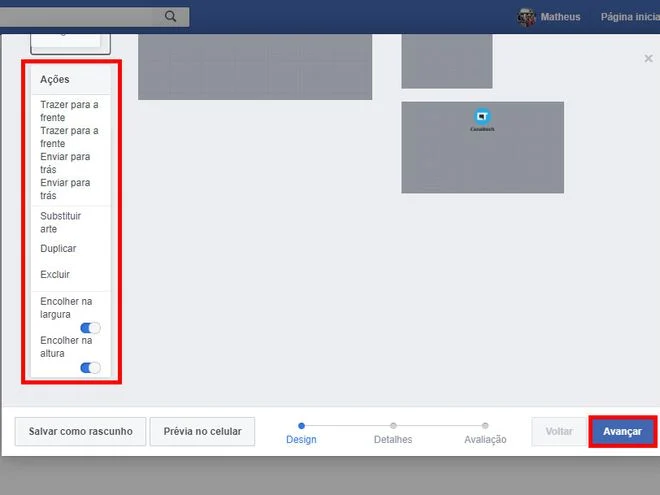 Matheus Página inicia
Ações
Trazer para a
frente
Trazer para a
frente
Enviar para
trás
Enviar para
trás
Substituir
arte
Duplicar
Excluir
Encolher na
largura
Encolher na
altura
Canaltech
Salvar como rascunho Prévia no celular Design Detalhes Avaliação Voltar Avançar